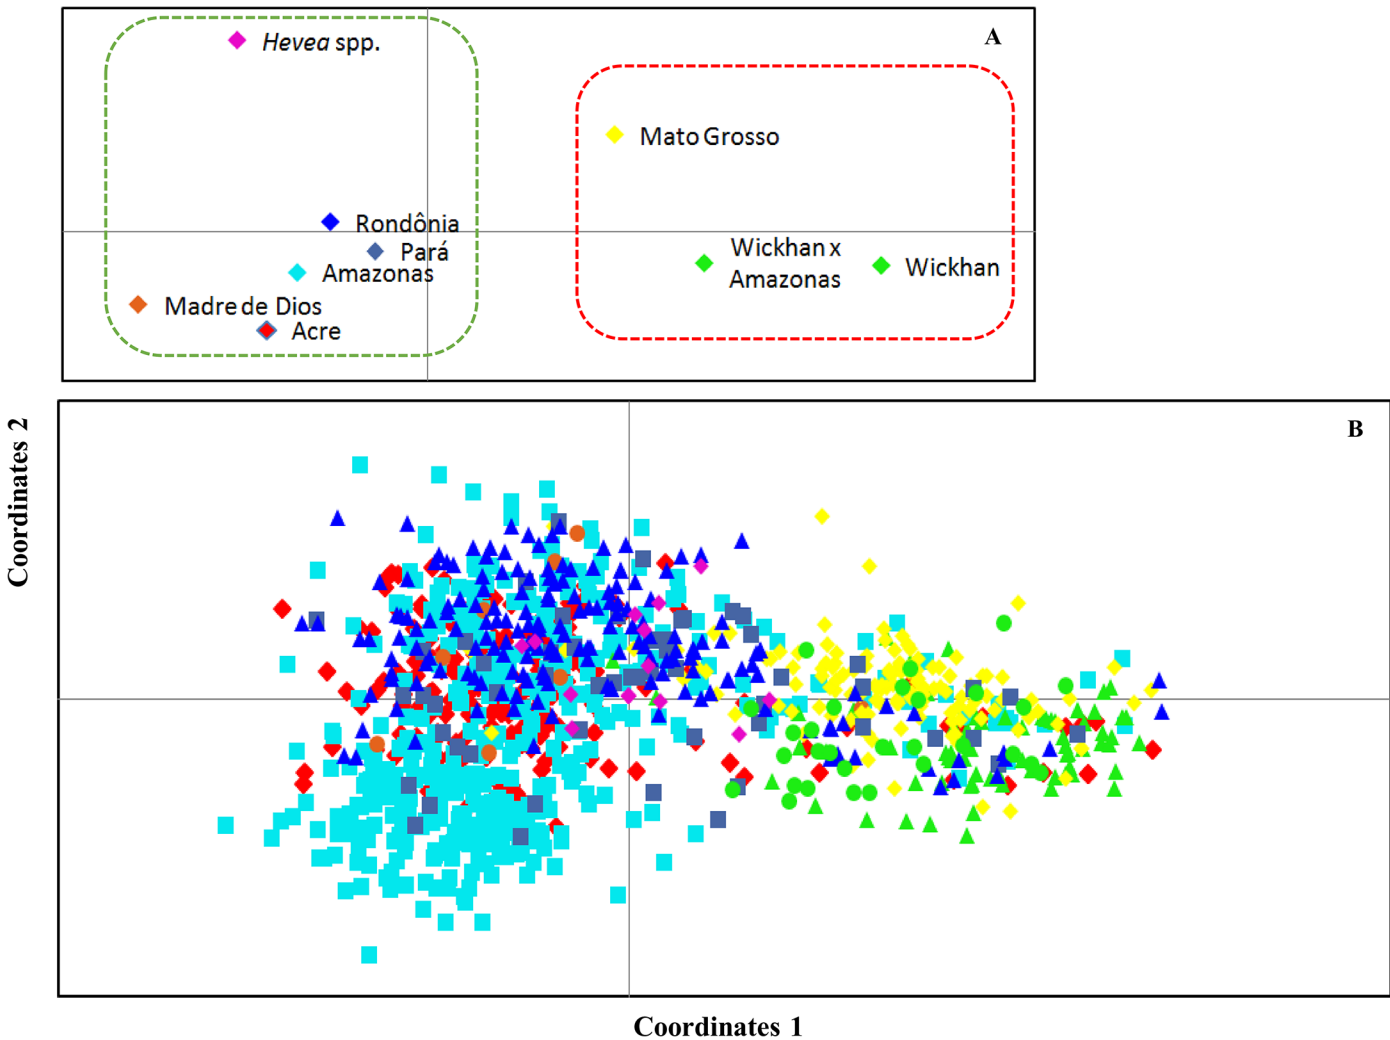 A
Hevea spp.
Mato Grosso
Rondônia
Pará
Amazonas
Madre de Dios
Acre
Wickhan x
Amazonas
Wickhan
B
Coordinates 2
Coordinates 1